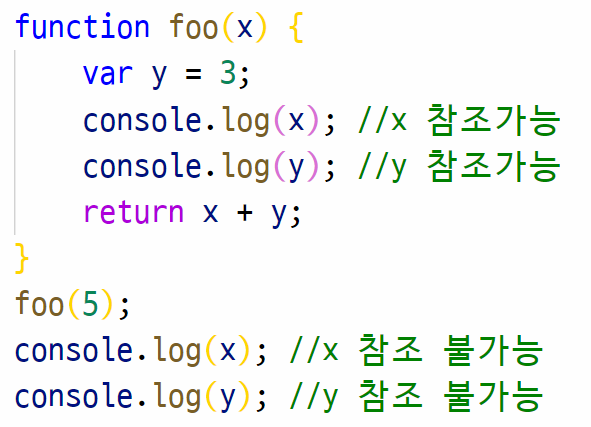 function foo(x) {
    var y = 3;
    console.log(x); //x 참조가능
    console.log(y); //y 참조가능
    return x + y;
}
foo(5);
console.log(x); //x 참조 불가능
console.log(y); //y 참조 불가능